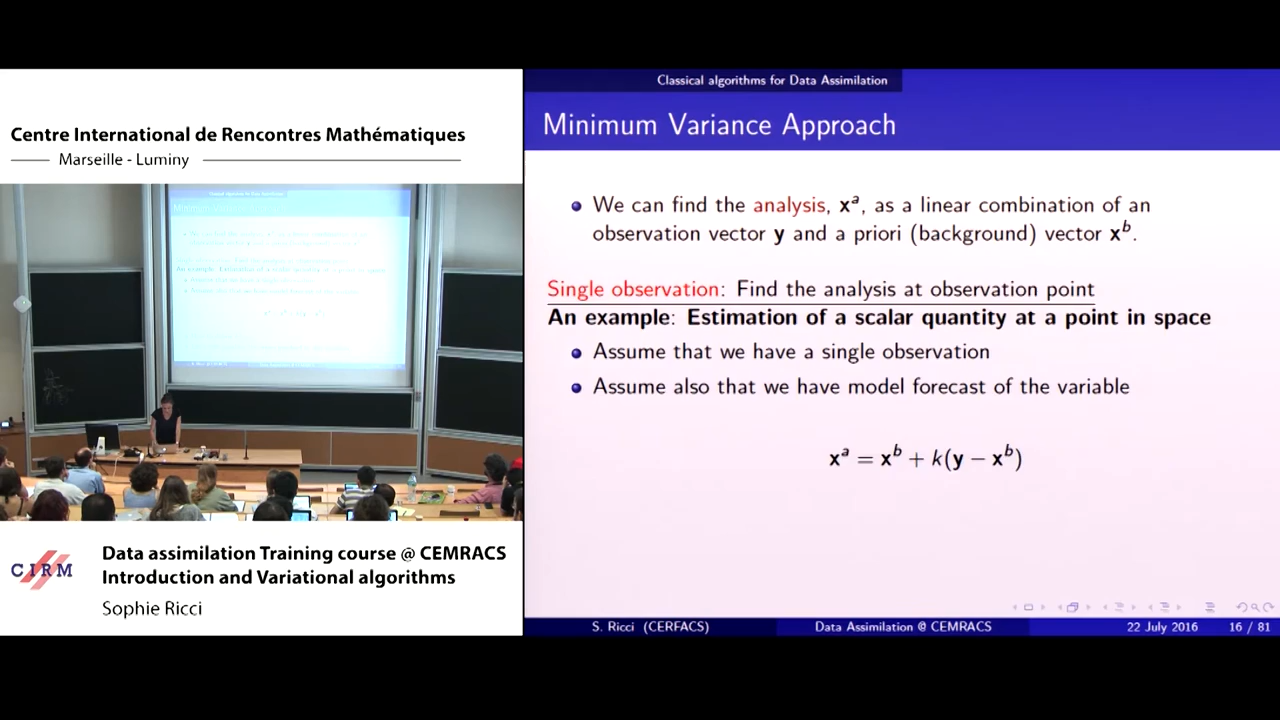 Centre International de Rencontres Mathématiques
Marseille - Luminy
CIRM
Data assimilation Training course @ CEMRACS
Introduction and Variational algorithms
Sophie Ricci
Classical algorithms for Data Assimilation
Minimum Variance Approach
We can find the analysis, xᵃ, as a linear combination of an
observation vector y and a priori (background) vector xᵇ.
Single observation: Find the analysis at observation point
An example: Estimation of a scalar quantity at a point in space
Assume that we have a single observation
Assume also that we have model forecast of the variable
xᵃ = xᵇ + k(y − xᵇ)
S. Ricci (CERFACS) Data Assimilation @ CEMRACS 22 July 2016 16 / 81